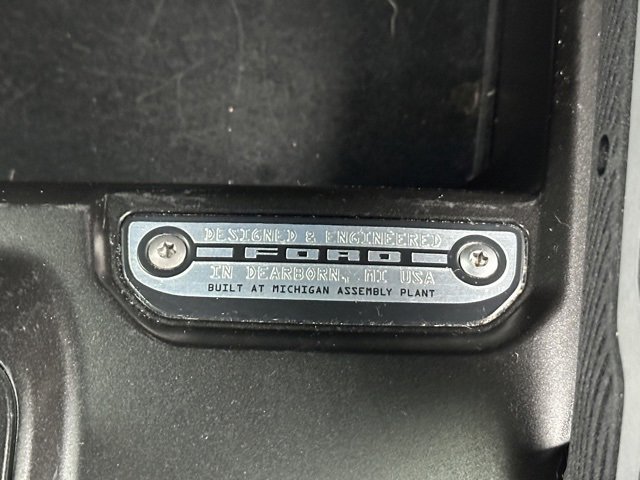 DESIGNED & ENGINEERED
FORD
IN DEARBORN, MI USA
BUILT AT MICHIGAN ASSEMBLY PLANT